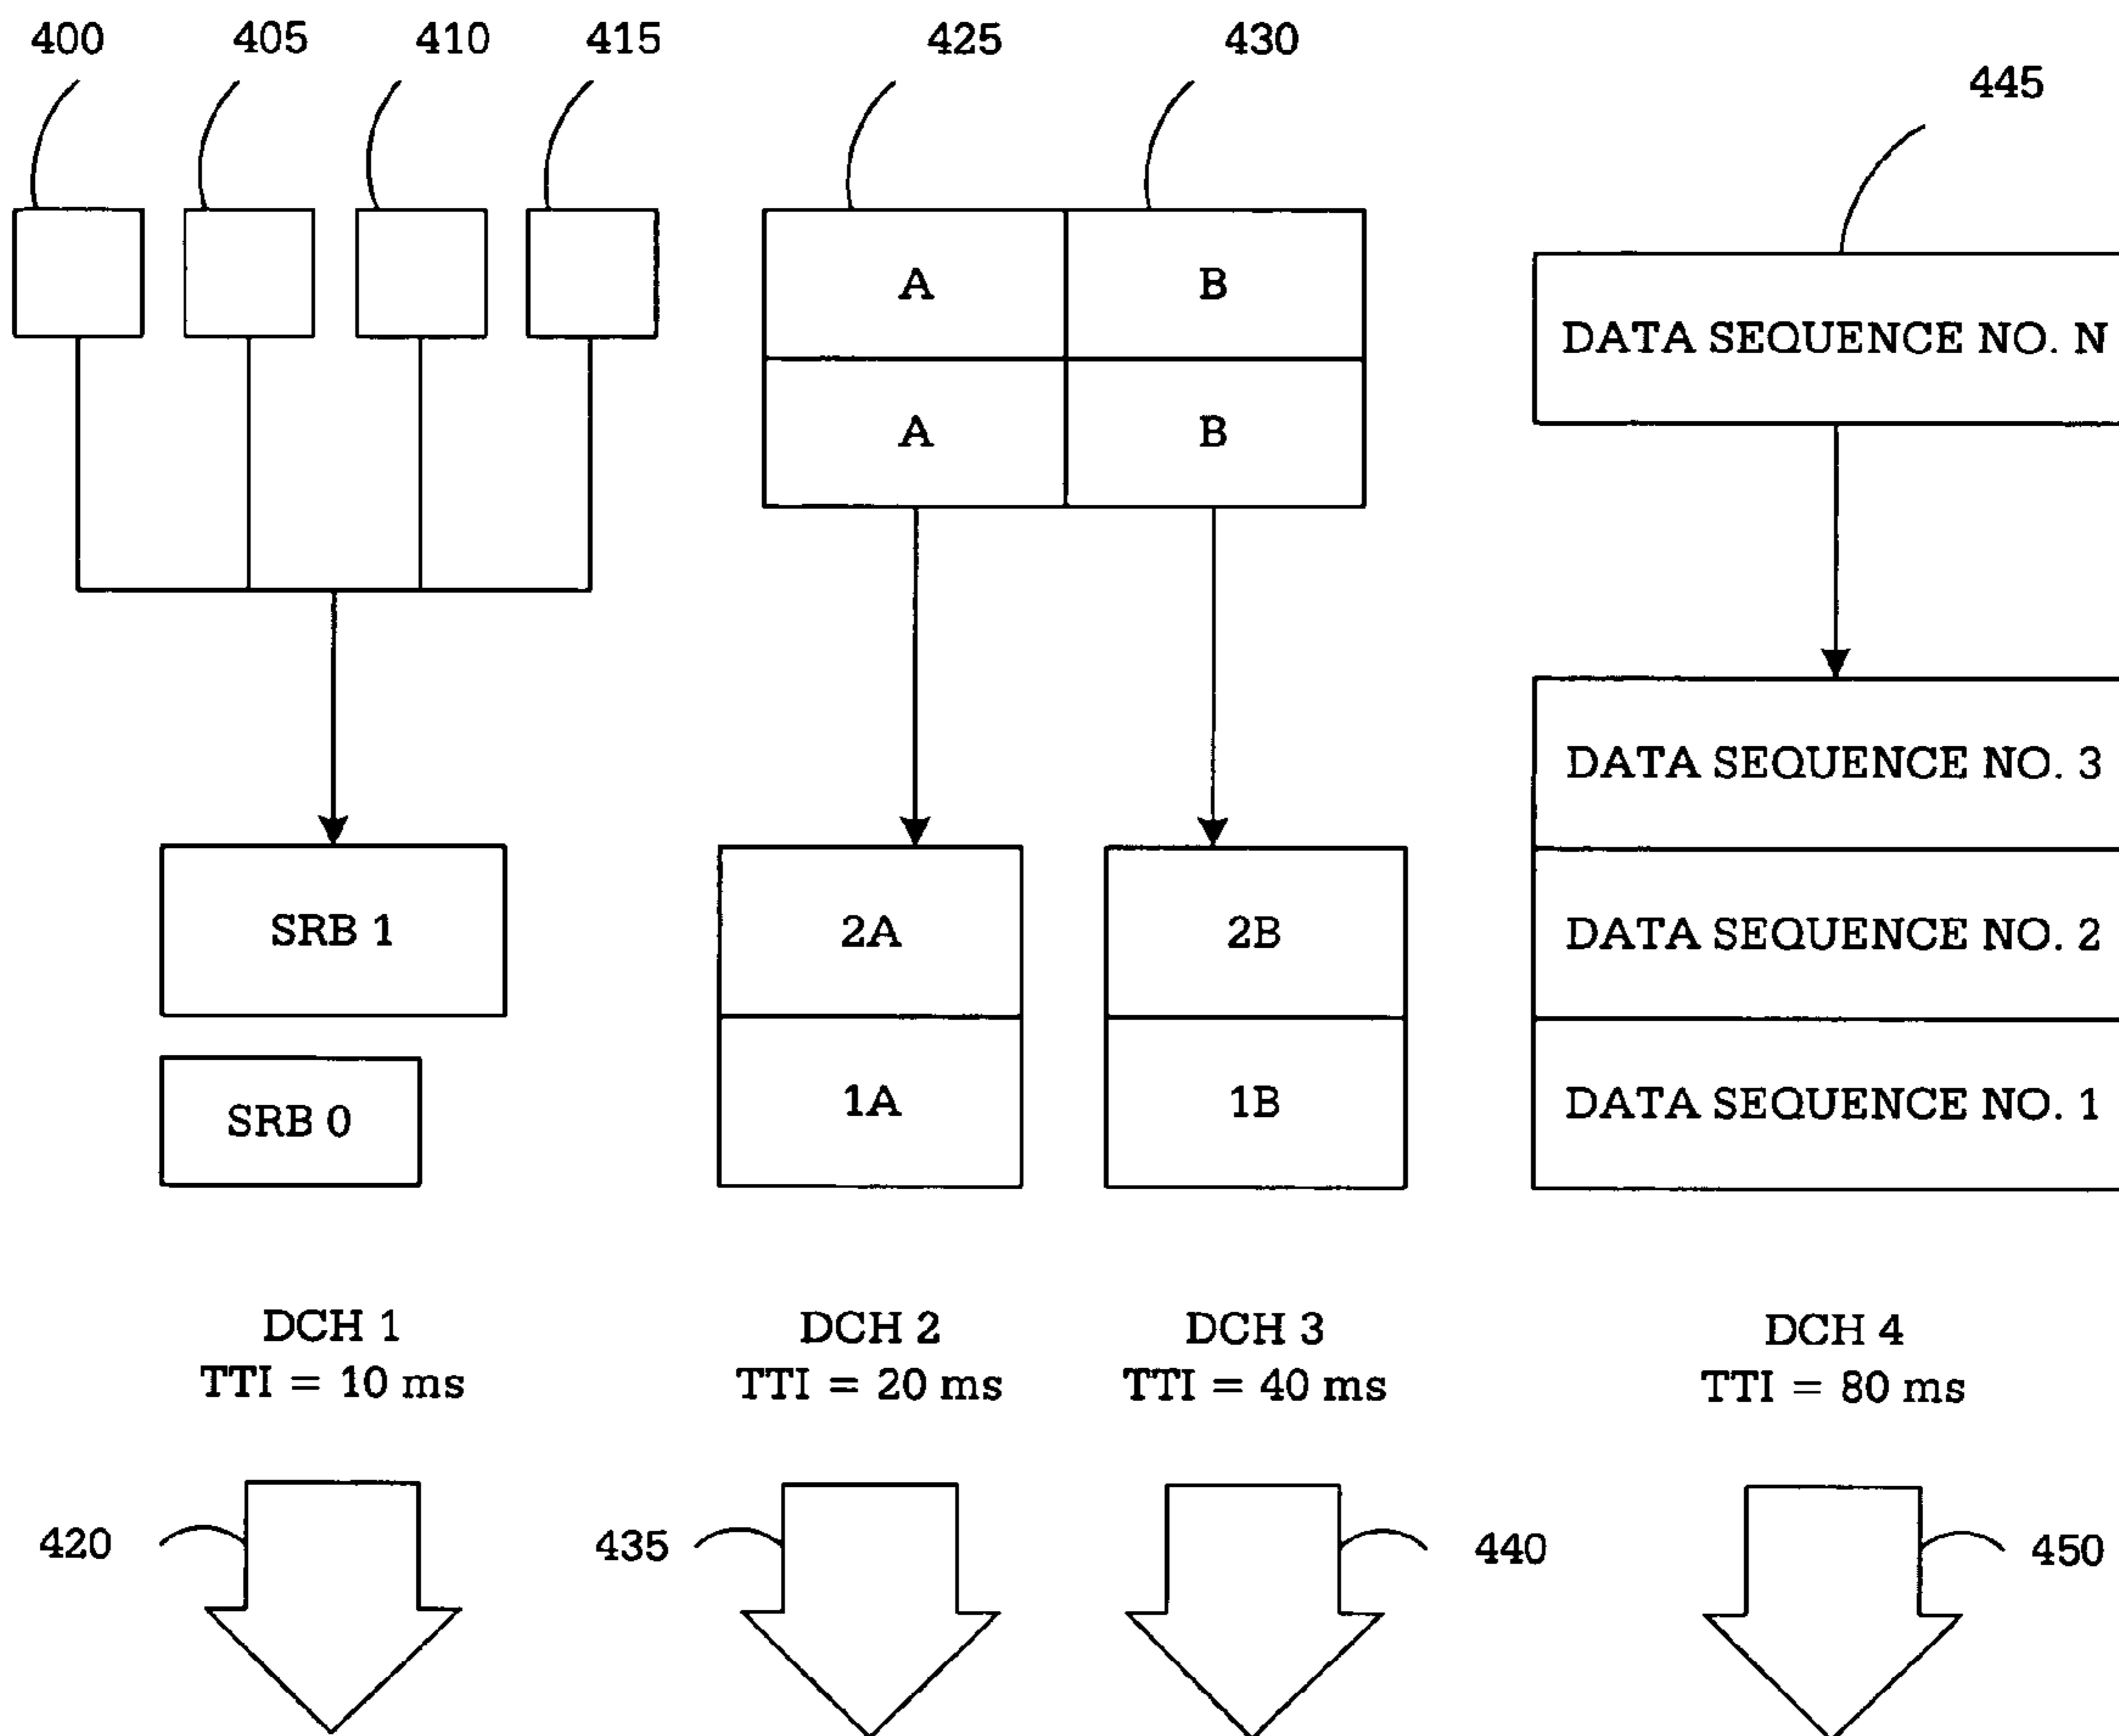 400 405 410 415 425 430
445
A B
DATA SEQUENCE NO. N
A B
DATA SEQUENCE NO. 3
SRB 1 2A 2B DATA SEQUENCE NO. 2
SRB 0 1A 1B DATA SEQUENCE NO. 1
DCH 1 DCH 2 DCH 3 DCH 4
TTI = 10 ms TTI = 20 ms TTI = 40 ms TTI = 80 ms
420 435 440 450